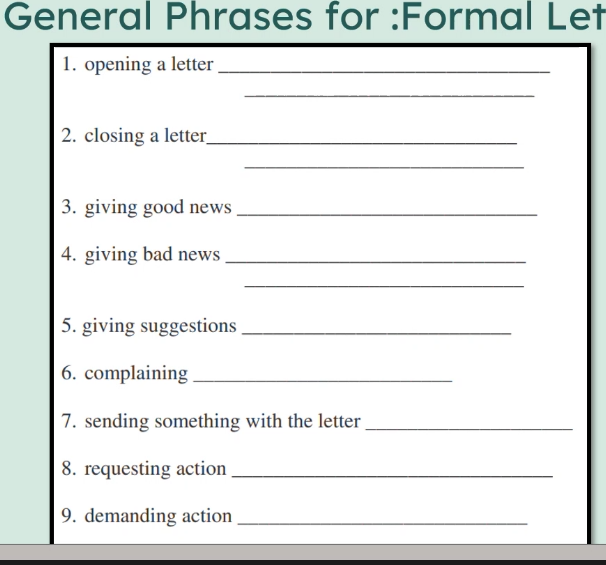 General Phrases for :Formal Let
1. opening a letter
2. closing a letter
3. giving good news
4. giving bad news
5. giving suggestions
6. complaining
7. sending something with the letter
8. requesting action
9. demanding action